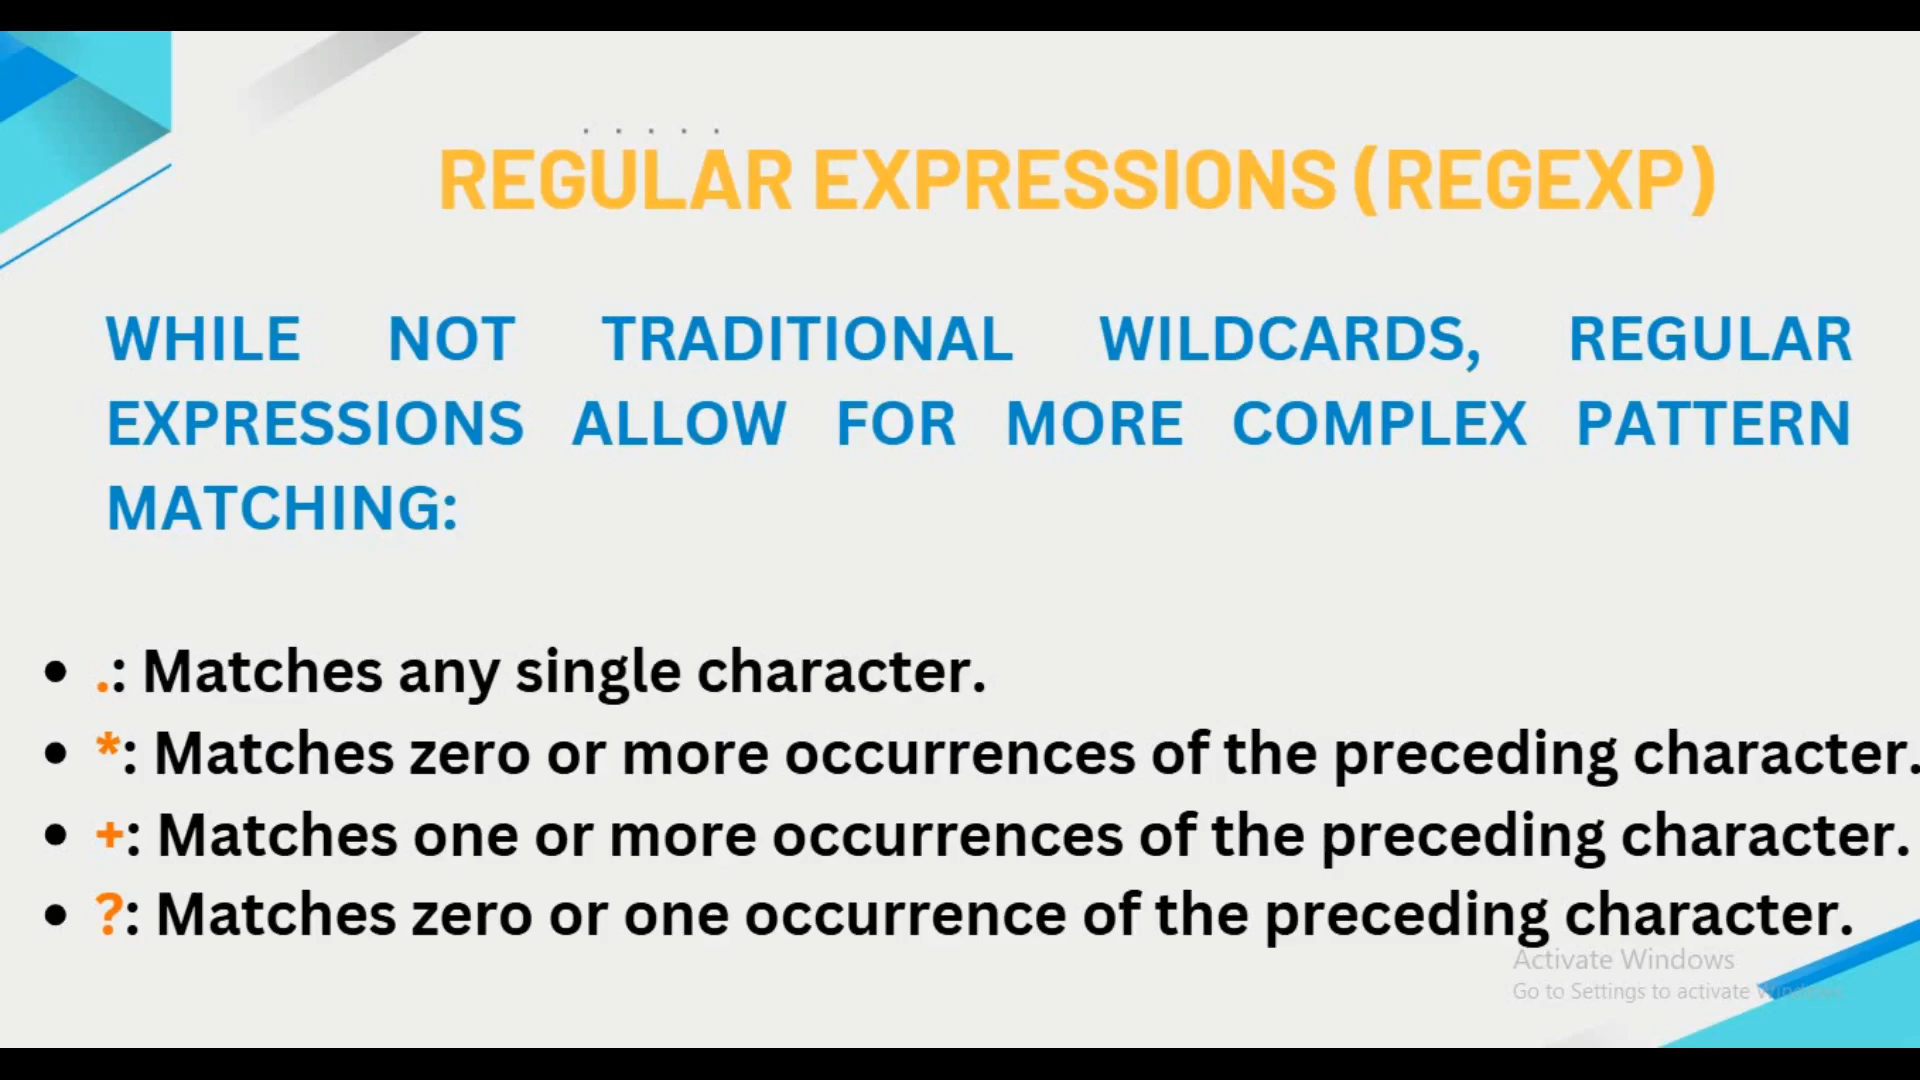 REGULAR EXPRESSIONS (REGEXP)
WHILE NOT TRADITIONAL WILDCARDS, REGULAR
EXPRESSIONS ALLOW FOR MORE COMPLEX PATTERN
MATCHING:
• .: Matches any single character.
• *: Matches zero or more occurrences of the preceding character.
• +: Matches one or more occurrences of the preceding character.
• ?: Matches zero or one occurrence of the preceding character.
Activate Windows
Go to Settings to activate Windows.